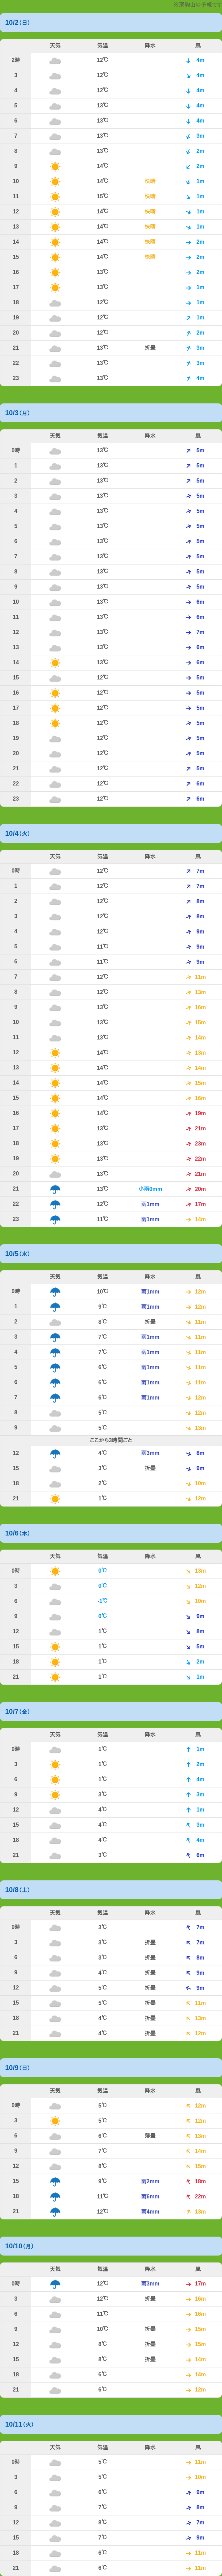 大東鮫山の予報です
10/2(日)
天気 気温 降水 風
2時 12℃ 4m
3 12℃ 4m
4 12℃ 4m
5 13℃ 4m
6 13℃ 4m
7 13℃ 3m
8 13℃ 2m
9 14℃ 2m
10 14℃ 快晴 1m
11 15℃ 快晴 1m
12 14℃ 快晴 1m
13 14℃ 快晴 1m
14 14℃ 快晴 2m
15 14℃ 快晴 2m
16 13℃ 2m
17 13℃ 1m
18 12℃ 1m
19 12℃ 1m
20 12℃ 2m
21 13℃ 折曇 3m
22 13℃ 3m
23 13℃ 4m
10/3(月)
天気 気温 降水 風
0時 13℃ 5m
1 13℃ 5m
2 13℃ 5m
3 13℃ 5m
4 13℃ 5m
5 13℃ 5m
6 13℃ 5m
7 13℃ 5m
8 13℃ 5m
9 13℃ 5m
10 13℃ 6m
11 13℃ 6m
12 13℃ 7m
13 13℃ 6m
14 13℃ 6m
15 12℃ 5m
16 12℃ 5m
17 12℃ 5m
18 12℃ 5m
19 12℃ 5m
20 12℃ 5m
21 12℃ 5m
22 12℃ 6m
23 12℃ 6m
10/4(火)
天気 気温 降水 風
0時 12℃ 7m
1 12℃ 7m
2 12℃ 8m
3 12℃ 8m
4 12℃ 9m
5 11℃ 9m
6 11℃ 9m
7 12℃ 11m
8 12℃ 13m
9 13℃ 16m
10 13℃ 15m
11 13℃ 14m
12 14℃ 13m
13 14℃ 14m
14 14℃ 15m
15 14℃ 16m
16 14℃ 19m
17 13℃ 21m
18 13℃ 23m
19 13℃ 22m
20 13℃ 21m
21 13℃ 小雨0mm 20m
22 12℃ 雨1mm 17m
23 11℃ 雨1mm 14m
10/5(水)
天気 気温 降水 風
0時 10℃ 雨1mm 12m
1 9℃ 雨1mm 12m
2 8℃ 折曇 11m
3 7℃ 雨1mm 11m
4 7℃ 雨1mm 11m
5 6℃ 雨1mm 11m
6 6℃ 雨1mm 11m
7 6℃ 雨1mm 12m
8 5℃ 12m
9 5℃ 13m
ここから3時間ごと
12 4℃ 雨3mm 8m
15 3℃ 折曇 9m
18 2℃ 10m
21 1℃ 12m
10/6(木)
天気 気温 降水 風
0時 0℃ 13m
3 0℃ 12m
6 -1℃ 10m
9 0℃ 9m
12 1℃ 8m
15 1℃ 5m
18 1℃ 2m
21 1℃ 1m
10/7(金)
天気 気温 降水 風
0時 1℃ 1m
3 1℃ 2m
6 1℃ 4m
9 3℃ 3m
12 4℃ 1m
15 4℃ 3m
18 4℃ 4m
21 3℃ 6m
10/8(土)
天気 気温 降水 風
0時 3℃ 7m
3 3℃ 折曇 7m
6 3℃ 折曇 8m
9 4℃ 折曇 9m
12 5℃ 折曇 9m
15 5℃ 折曇 11m
18 4℃ 折曇 13m
21 4℃ 折曇 12m
10/9(日)
天気 気温 降水 風
0時 5℃ 12m
3 5℃ 12m
6 6℃ 薄曇 13m
9 7℃ 14m
12 8℃ 15m
15 9℃ 雨2mm 18m
18 11℃ 雨6mm 22m
21 12℃ 雨4mm 13m
10/10(月)
天気 気温 降水 風
0時 12℃ 雨3mm 17m
3 12℃ 折曇 16m
6 11℃ 16m
9 10℃ 折曇 15m
12 8℃ 折曇 15m
15 8℃ 折曇 14m
18 6℃ 14m
21 6℃ 12m
10/11(火)
天気 気温 降水 風
0時 5℃ 11m
3 5℃ 10m
6 6℃ 9m
9 7℃ 8m
12 8℃ 7m
15 7℃ 9m
18 6℃ 11m
21 6℃ 11m